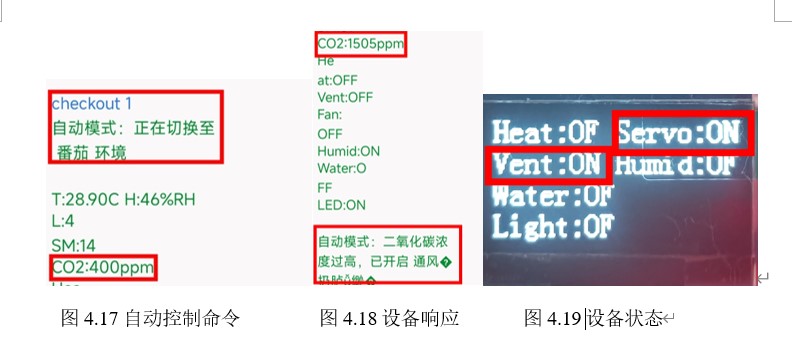 checkout 1
自动模式：正在切换至
番茄 环境
T:28.90C H:46%RH
L:4
SM:14
CO2:400ppm
CO2:1505ppm
He
at:OFF
Vent:OFF
Fan:
OFF
Humid:ON
Water:O
FF
LED:ON
自动模式：二氧化碳浓
度过高，已开启 通风�
Heat:OF Servo:ON
Vent:ON Humid:OF
Water:OF
Light:OF
图 4.17 自动控制命令
图 4.18 设备响应
图 4.19 设备状态